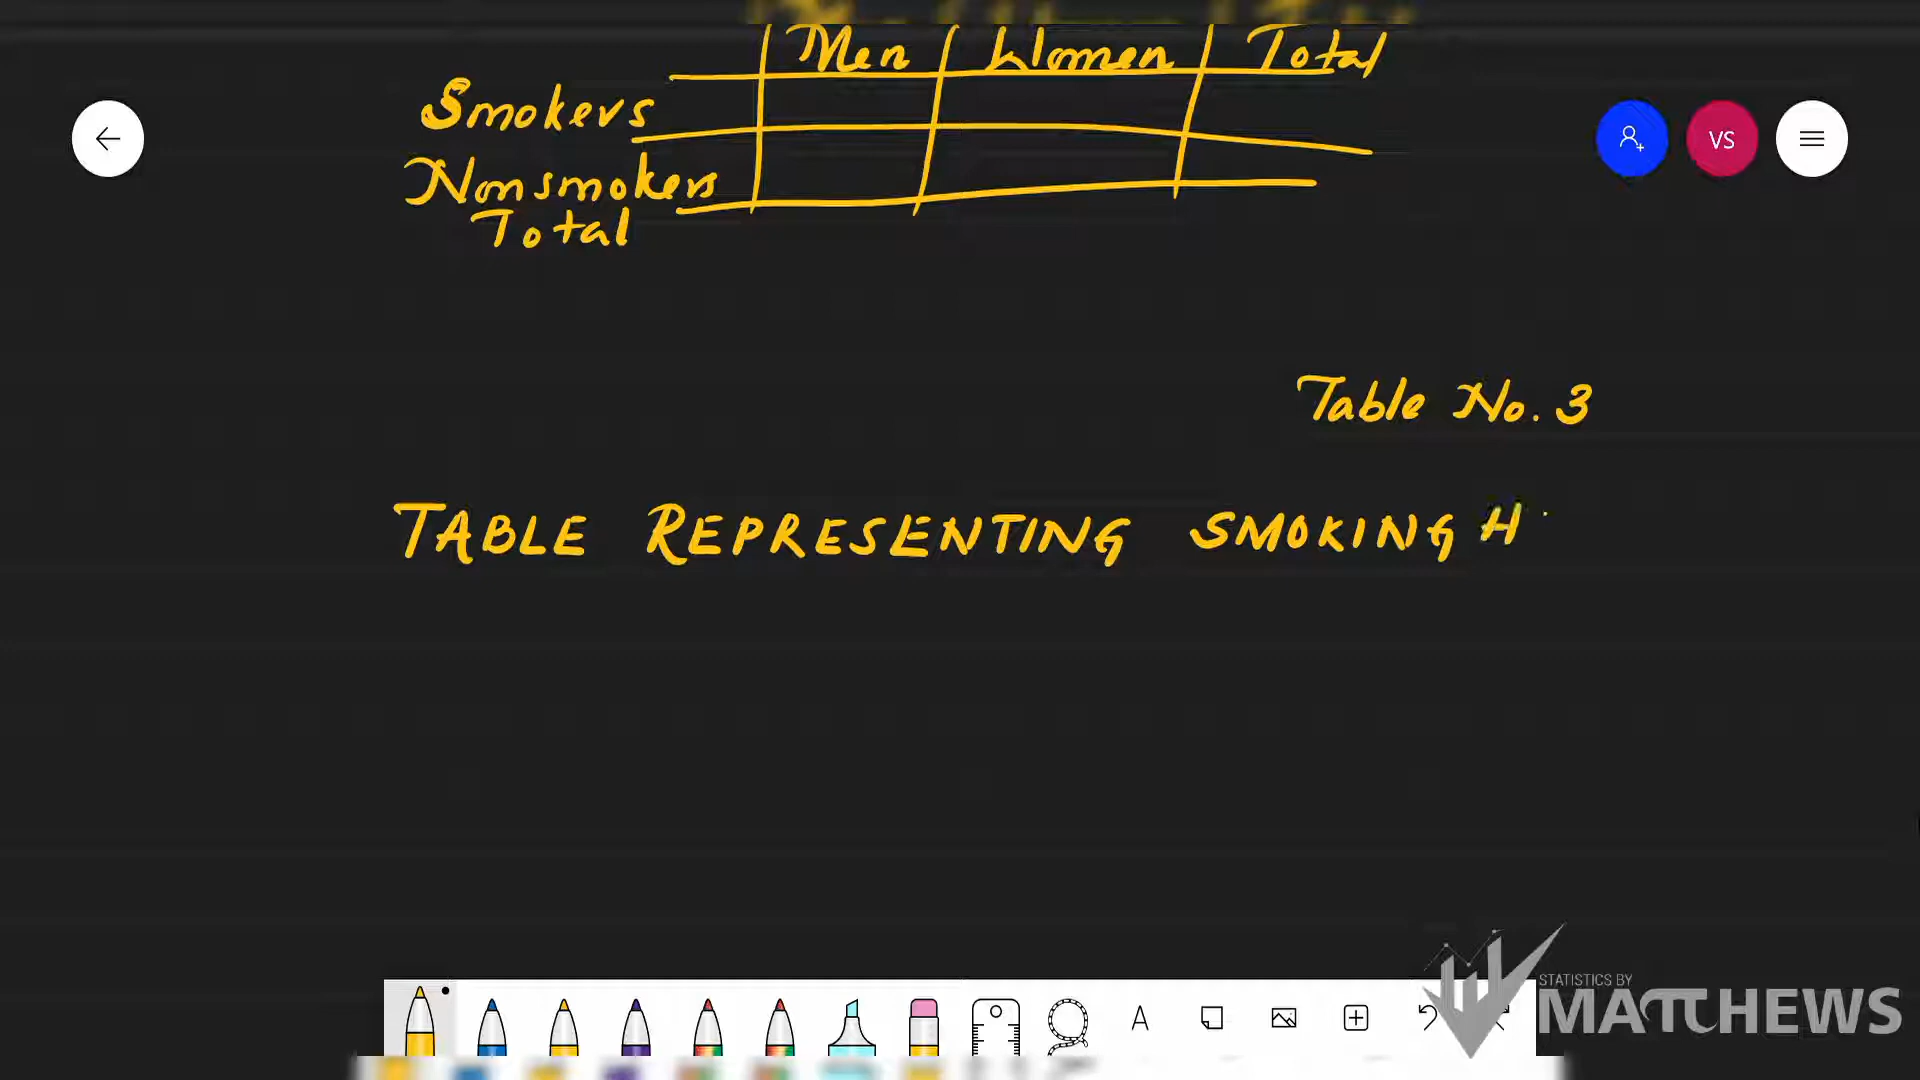 Men Women Total
Smokers
Nonsmokers
Total
Table No. 3
TABLE REPRESENTING SMOKING H
VS
A
STATISTICS BY
MATTHEWS